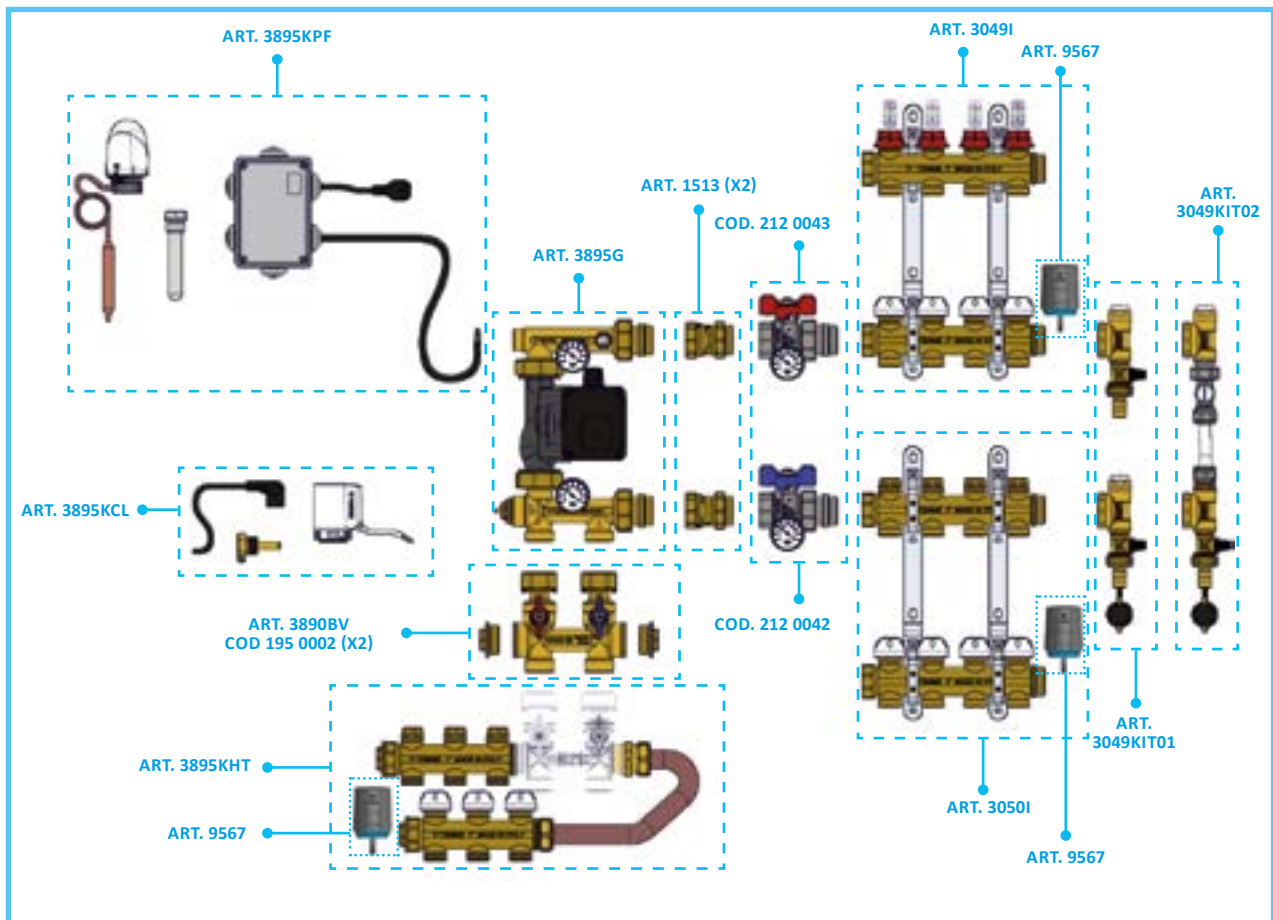 ART. 3895KPF
ART. 3049I
ART. 9567
ART. 1513 (X2)
COD. 212 0043
ART.
3049KIT02
ART. 3895G
ART. 3895KCL
ART. 3890BV
COD 195 0002 (X2)
COD. 212 0042
ART.
3049KIT01
ART. 3895KHT
ART. 3050I
ART. 9567
ART. 9567